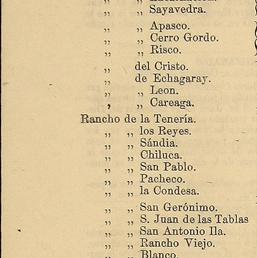 „ „ Sayavedra.
„ „ Apasco.
„ „ Cerro Gordo.
„ „ Risco.
„ del Cristo.
„ de Echagaray.
„ „ Leon.
, „ Careaga.
Rancho de la Tenería.
„ „ los Reyes.
„ „ Sándia.
„ „ Chiluca.
„ „ San Pablo.
„ „ Pacheco.
„ „ la Condesa.
„ „ San Gerónimo.
„ „ S. Juan de las Tablas
„ „ San Antonio Ila.
„ „ Rancho Viejo.
„ „ Blanco.